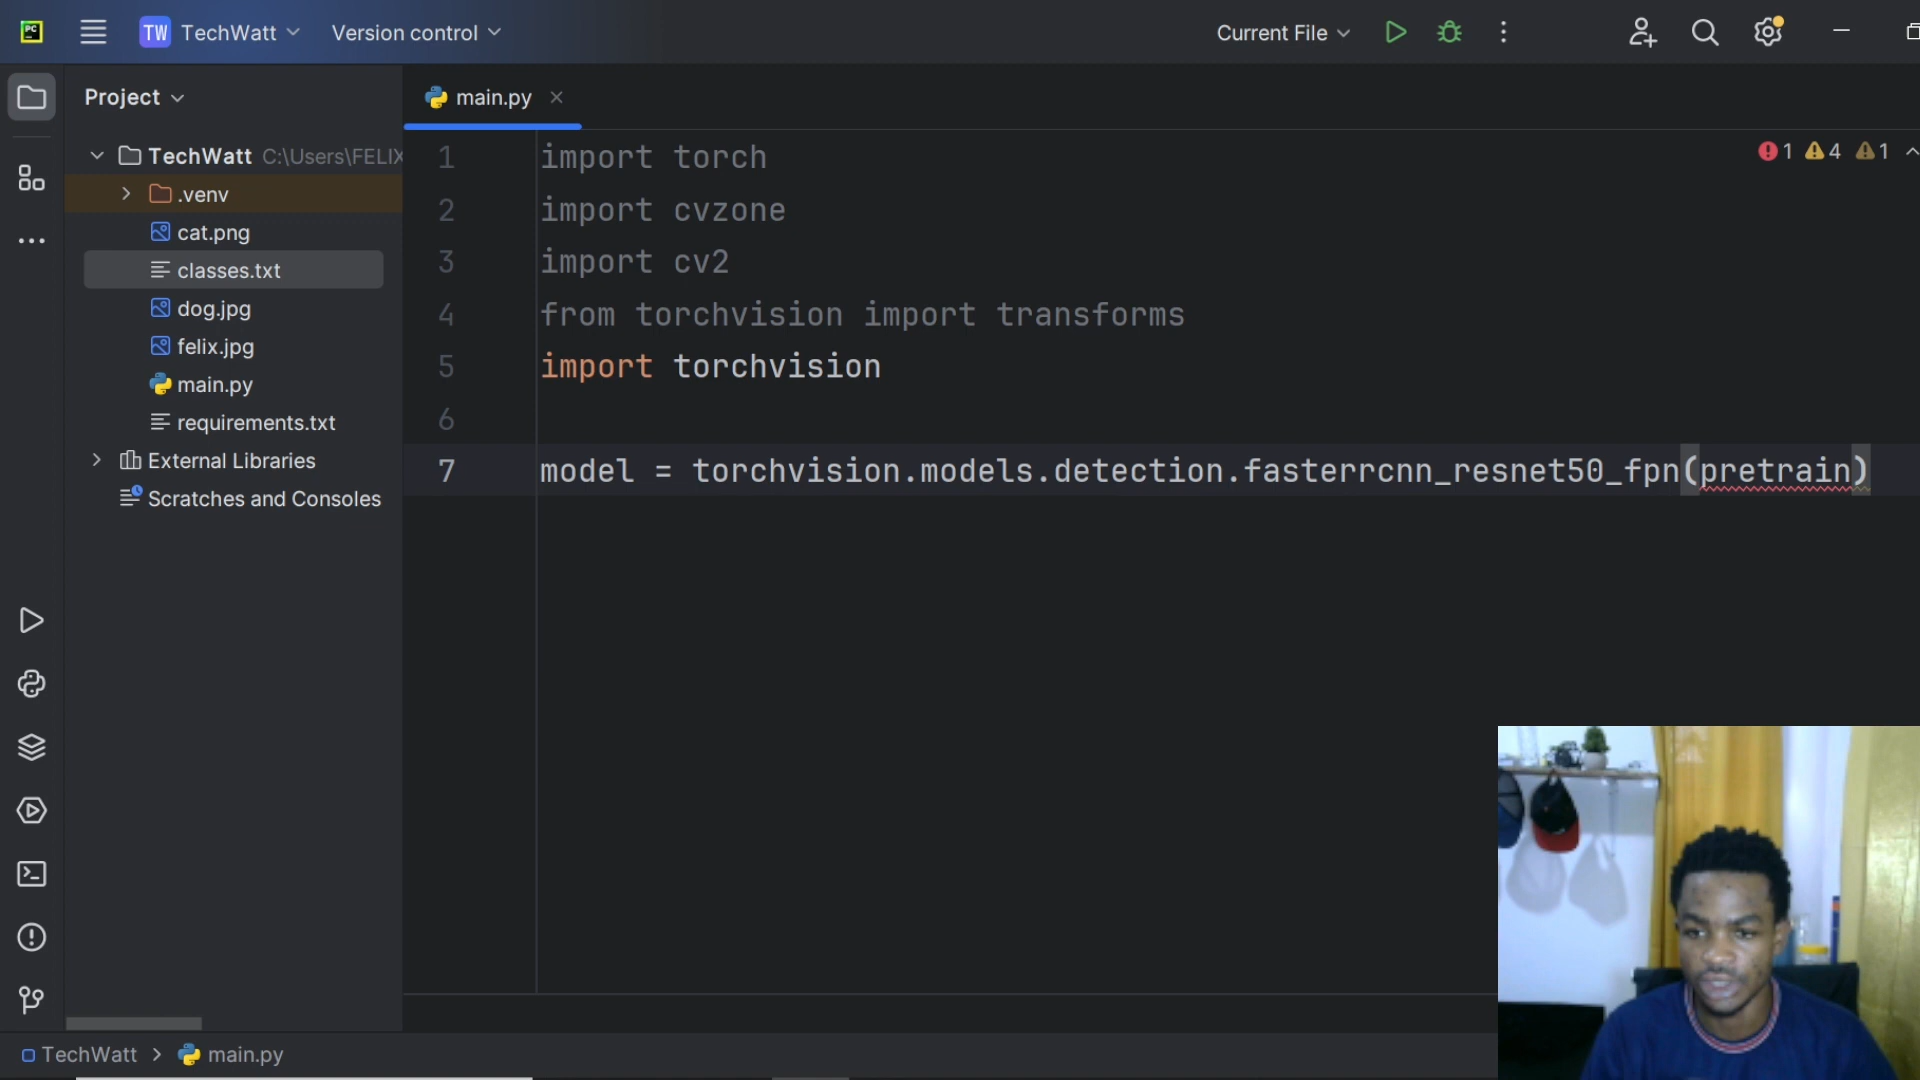 PC
TW TechWatt
Version control
Current File
Project
main.py
TechWatt C:\Users\FELIX
.venv
cat.png
classes.txt
dog.jpg
felix.jpg
main.py
requirements.txt
External Libraries
Scratches and Consoles
1 import torch
2 import cvzone
3 import cv2
4 from torchvision import transforms
5 import torchvision
6
7 model = torchvision.models.detection.fasterrcnn_resnet50_fpn(pretrain)
1 4 1
TechWatt > main.py